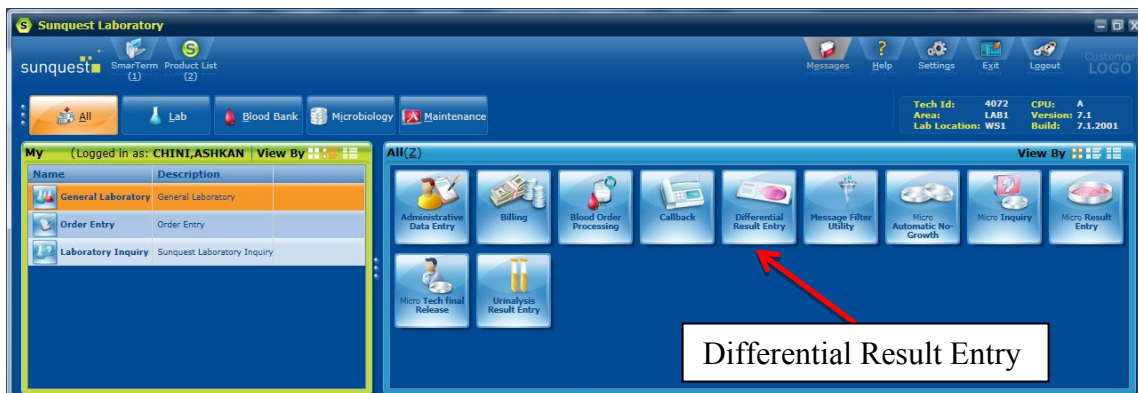 Sunquest Laboratory
sunquest
SmarTerm
(1)
Product List
(2)
Messages
Help
Settings
Exit
Logout
Customer
LOGO
All
Lab
Blood Bank
Microbiology
Maintenance
Tech Id: 4072 CPU: A
Area: LAB1 Version: 7.1
Lab Location: WS1 Build: 7.1.2001
My (Logged in as: CHINI,ASHKAN View By
Name Description
General Laboratory General Laboratory
Order Entry Order Entry
Laboratory Inquiry Sunquest Laboratory Inquiry
All(Z) View By
Administrative
Data Entry
Billing
Blood Order
Processing
Callback
Differential
Result Entry
Message Filter
Utility
Micro
Automatic No-
Growth
Micro Inquiry
Micro Result
Entry
Micro Tech final
Release
Urinalysis
Result Entry
Differential Result Entry